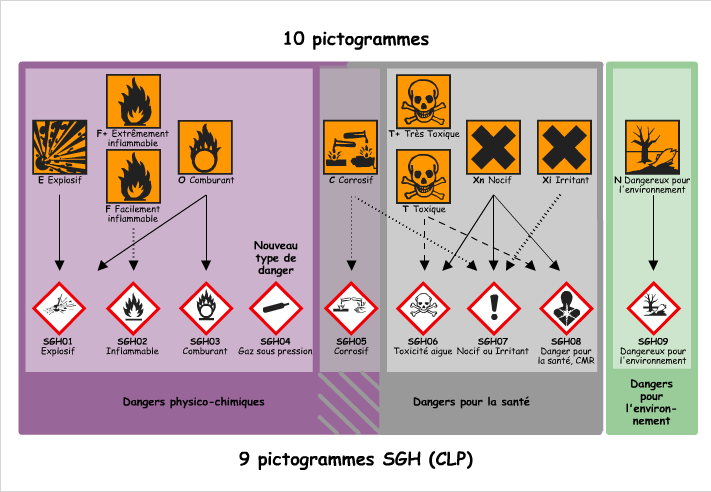 10 pictogrammes
F+ Extrêmement
inflammable
T+ Très Toxique
E Explosif
O Comburant
C Corrosif
Xn Nocif
Xi Irritant
N Dangereux pour
l'environnement
F Facilement
inflammable
T Toxique
Nouveau
type de
danger
SGH01
Explosif
SGH02
Inflammable
SGH03
Comburant
SGH04
Gaz sous pression
SGH05
Corrosif
SGH06
Toxicité aigue
SGH07
Nocif ou Irritant
SGH08
Danger pour
la santé, CMR
SGH09
Dangereux pour
l'environnement
Dangers physico-chimiques
Dangers pour la santé
Dangers
pour
l'environ-
nement
9 pictogrammes SGH (CLP)